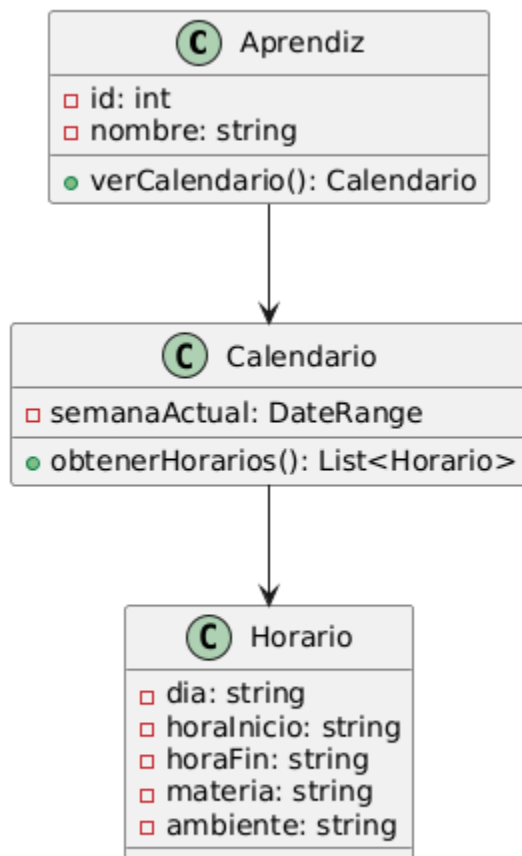 C Aprendiz
id: int
nombre: string
verCalendario(): Calendario
C Calendario
semanaActual: DateRange
obtenerHorarios(): List<Horario>
C Horario
dia: string
horaInicio: string
horaFin: string
materia: string
ambiente: string